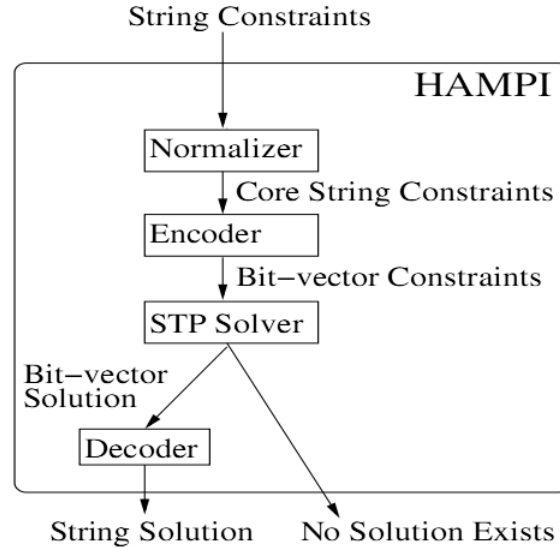 String Constraints
HAMPI
Normalizer
Core String Constraints
Encoder
Bit-vector Constraints
STP Solver
Bit-vector
Solution
Decoder
String Solution
No Solution Exists